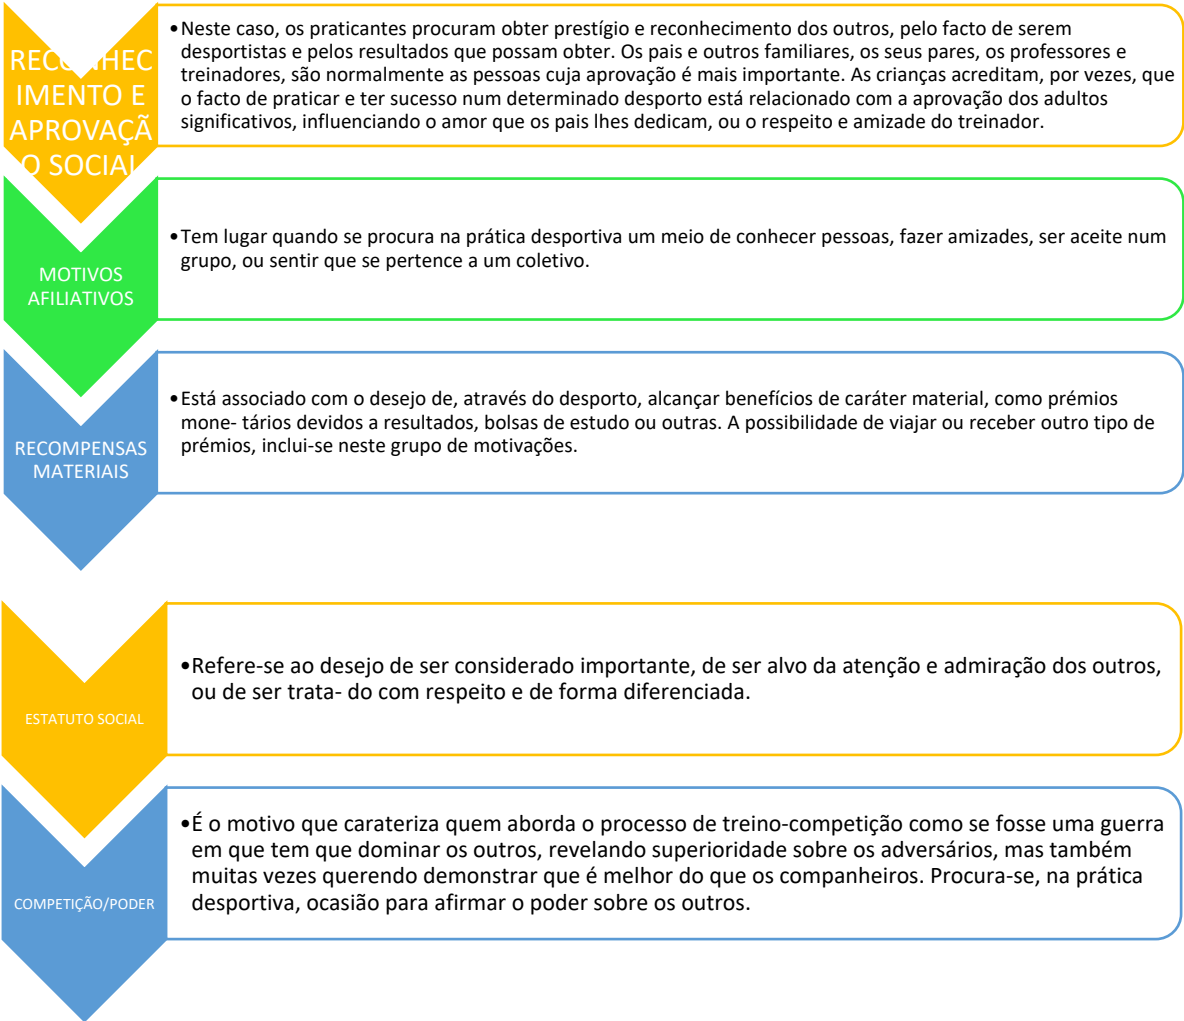 RECONHEC
IMENTO E
APROVAÇÃ
O SOCIAL
•Neste caso, os praticantes procuram obter prestígio e reconhecimento dos outros, pelo facto de serem
desportistas e pelos resultados que possam obter. Os pais e outros familiares, os seus pares, os professores e
treinadores, são normalmente as pessoas cuja aprovação é mais importante. As crianças acreditam, por vezes, que
o facto de praticar e ter sucesso num determinado desporto está relacionado com a aprovação dos adultos
significativos, influenciando o amor que os pais lhes dedicam, ou o respeito e amizade do treinador.
MOTIVOS
AFILIATIVOS
•Tem lugar quando se procura na prática desportiva um meio de conhecer pessoas, fazer amizades, ser aceite num
grupo, ou sentir que se pertence a um coletivo.
RECOMPENSAS
MATERIAIS
•Está associado com o desejo de, através do desporto, alcançar benefícios de caráter material, como prémios
mone- tários devidos a resultados, bolsas de estudo ou outras. A possibilidade de viajar ou receber outro tipo de
prémios, inclui-se neste grupo de motivações.
ESTATUTO SOCIAL
•Refere-se ao desejo de ser considerado importante, de ser alvo da atenção e admiração dos outros,
ou de ser trata- do com respeito e de forma diferenciada.
COMPETIÇÃO/PODER
•É o motivo que carateriza quem aborda o processo de treino-competição como se fosse uma guerra
em que tem que dominar os outros, revelando superioridade sobre os adversários, mas também
muitas vezes querendo demonstrar que é melhor do que os companheiros. Procura-se, na prática
desportiva, ocasião para afirmar o poder sobre os outros.